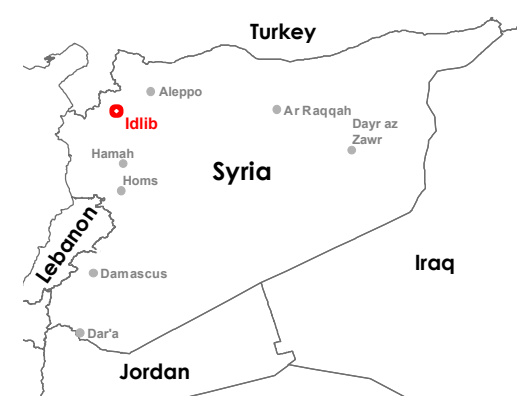 Turkey
Aleppo
Ar Raqqah
Idlib
Dayr az
Zawr
Hamah
Syria
Homs
Lebanon
Iraq
Damascus
Dar'a
Jordan